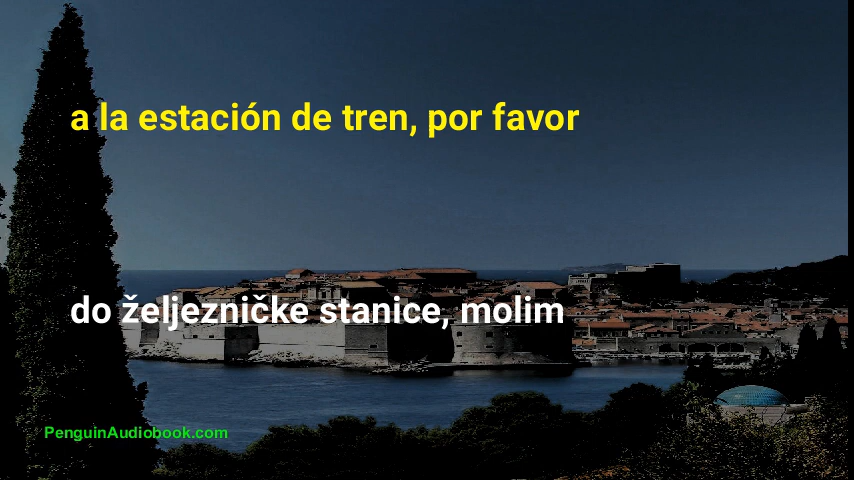 a la estación de tren, por favor
do željezničke stanice, molim
PenguinAudiobook.com